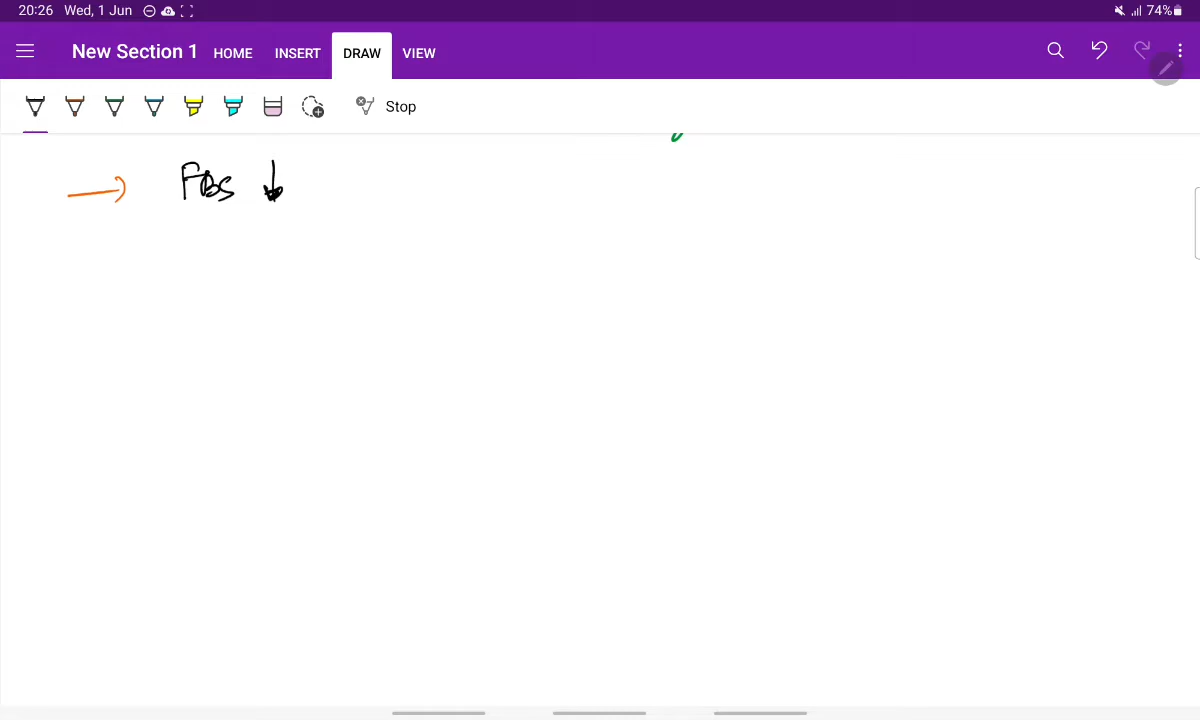 20:26 Wed, 1 Jun 74%
New Section 1 HOME INSERT DRAW VIEW
Stop
→ FBS ↓